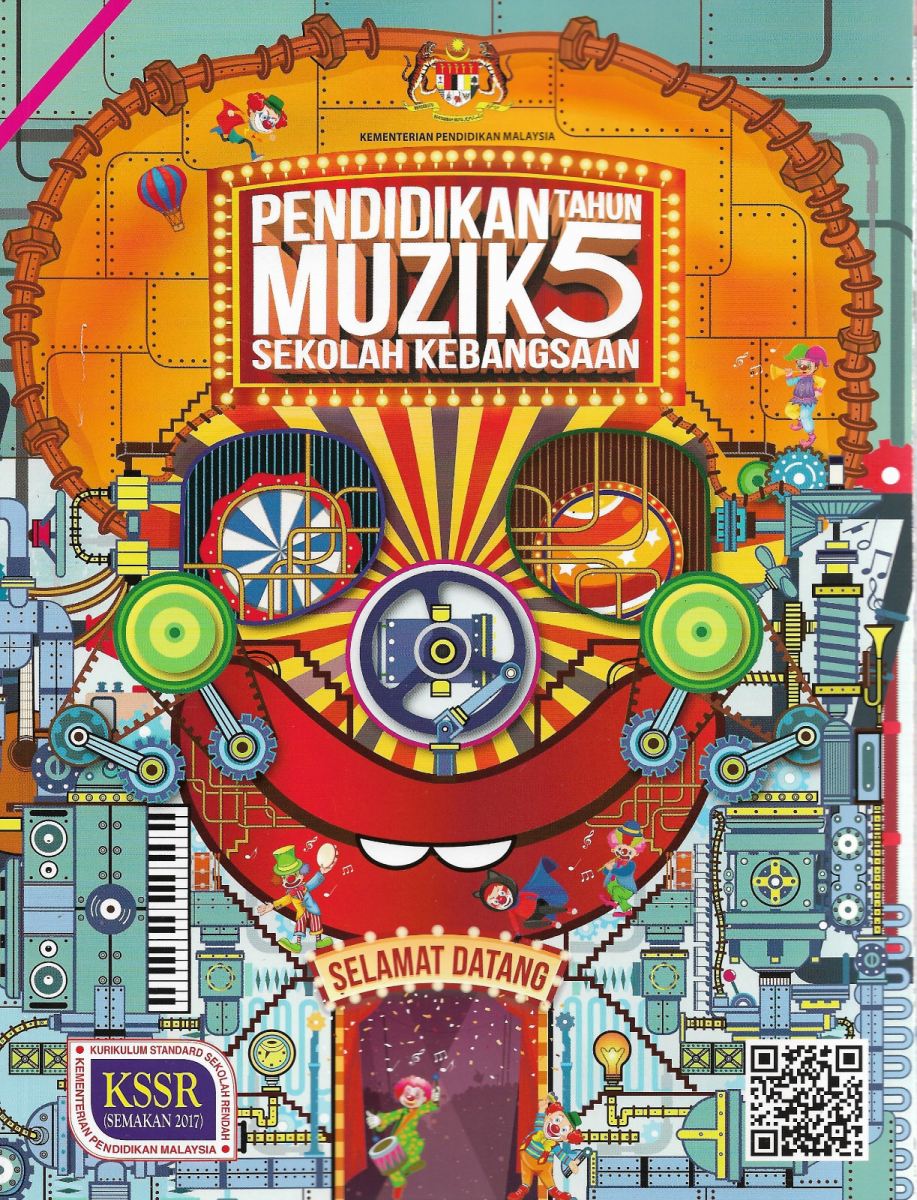 KEMENTERIAN PENDIDIKAN MALAYSIA
PENDIDIKAN TAHUN
MUZIK 5
SEKOLAH KEBANGSAAN
SELAMAT DATANG
KURIKULUM STANDARD SEKOLAH RENDAH
KSSR
(SEMAKAN 2017)
KEMENTERIAN PENDIDIKAN MALAYSIA